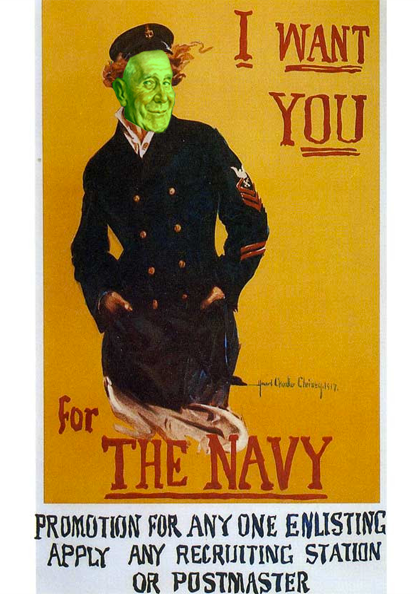 I WANT
YOU
for
THE NAVY
PROMOTION FOR ANY ONE ENLISTING
APPLY ANY RECRUITING STATION
OR POSTMASTER